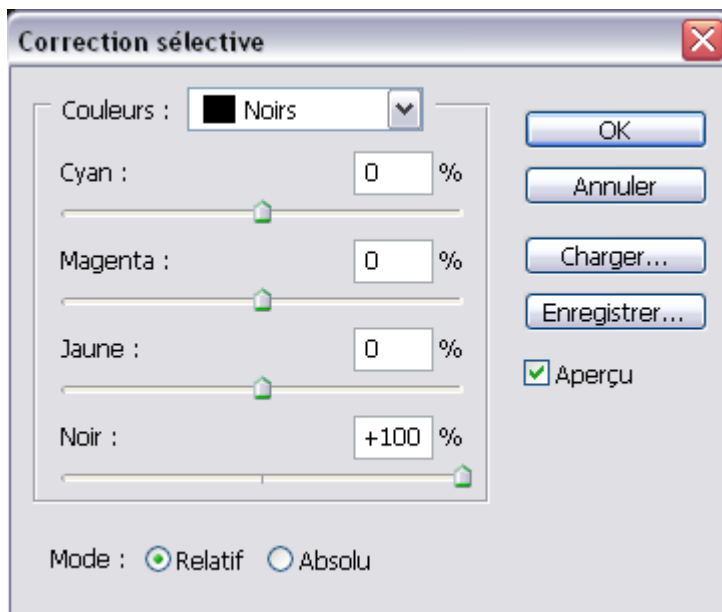 Correction sélective
Couleurs : Noirs
OK
Cyan : 0 %
Annuler
Magenta : 0 %
Charger...
Enregistrer...
Jaune : 0 %
Aperçu
Noir : +100 %
Mode : Relatif Absolu